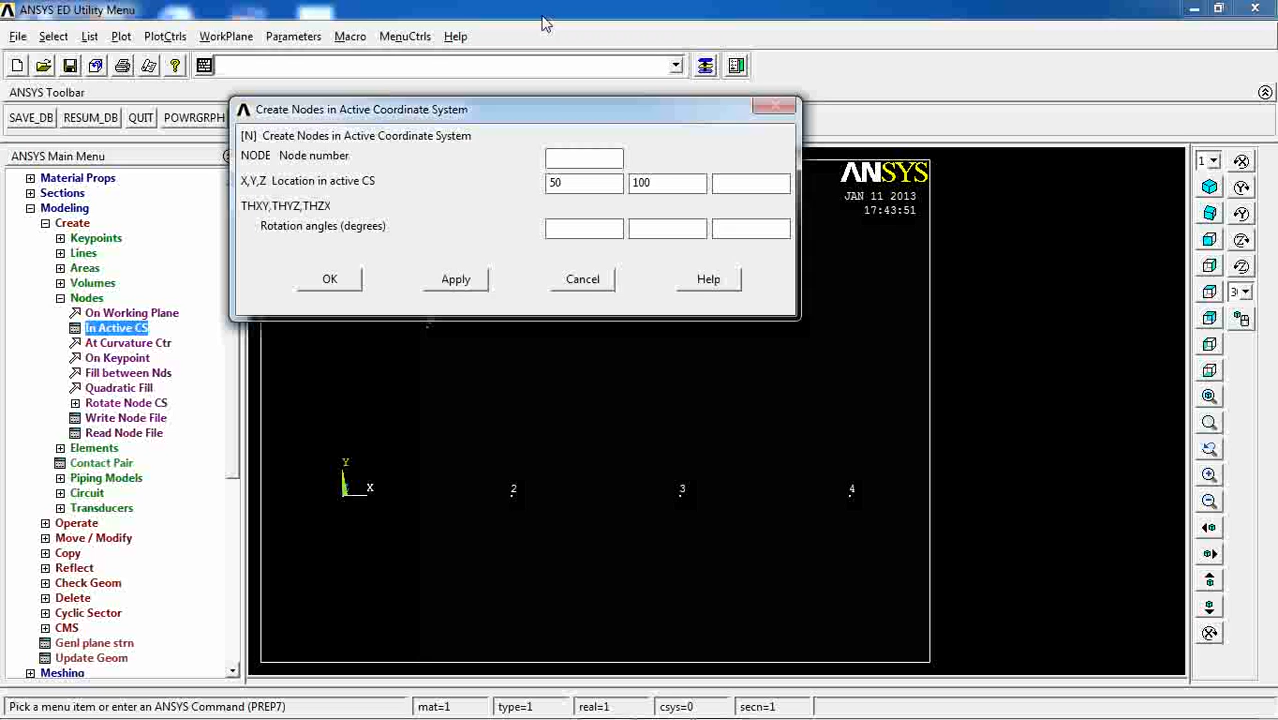 ANSYS ED Utility Menu
File Select List Plot PlotCtrls WorkPlane Parameters Macro MenuCtrls Help
ANSYS Toolbar
SAVE_DB RESUM_DB QUIT POWRGRPH
Create Nodes in Active Coordinate System
[N] Create Nodes in Active Coordinate System
NODE Node number
X,Y,Z Location in active CS 50 100
THXY,THYZ,THZX
Rotation angles (degrees)
OK Apply Cancel Help
ANSYS Main Menu
Material Props
Sections
Modeling
Create
Keypoints
Lines
Areas
Volumes
Nodes
On Working Plane
In Active CS
At Curvature Ctr
On Keypoint
Fill between Nds
Quadratic Fill
Rotate Node CS
Write Node File
Read Node File
Elements
Contact Pair
Piping Models
Circuit
Transducers
Operate
Move / Modify
Copy
Reflect
Check Geom
Delete
Cyclic Sector
CMS
Genl plane strn
Update Geom
Meshing
ANSYS
JAN 11 2013
17:43:51
Y
X 2 3 4
1
Pick a menu item or enter an ANSYS Command (PREP7) mat=1 type=1 real=1 csys=0 secn=1